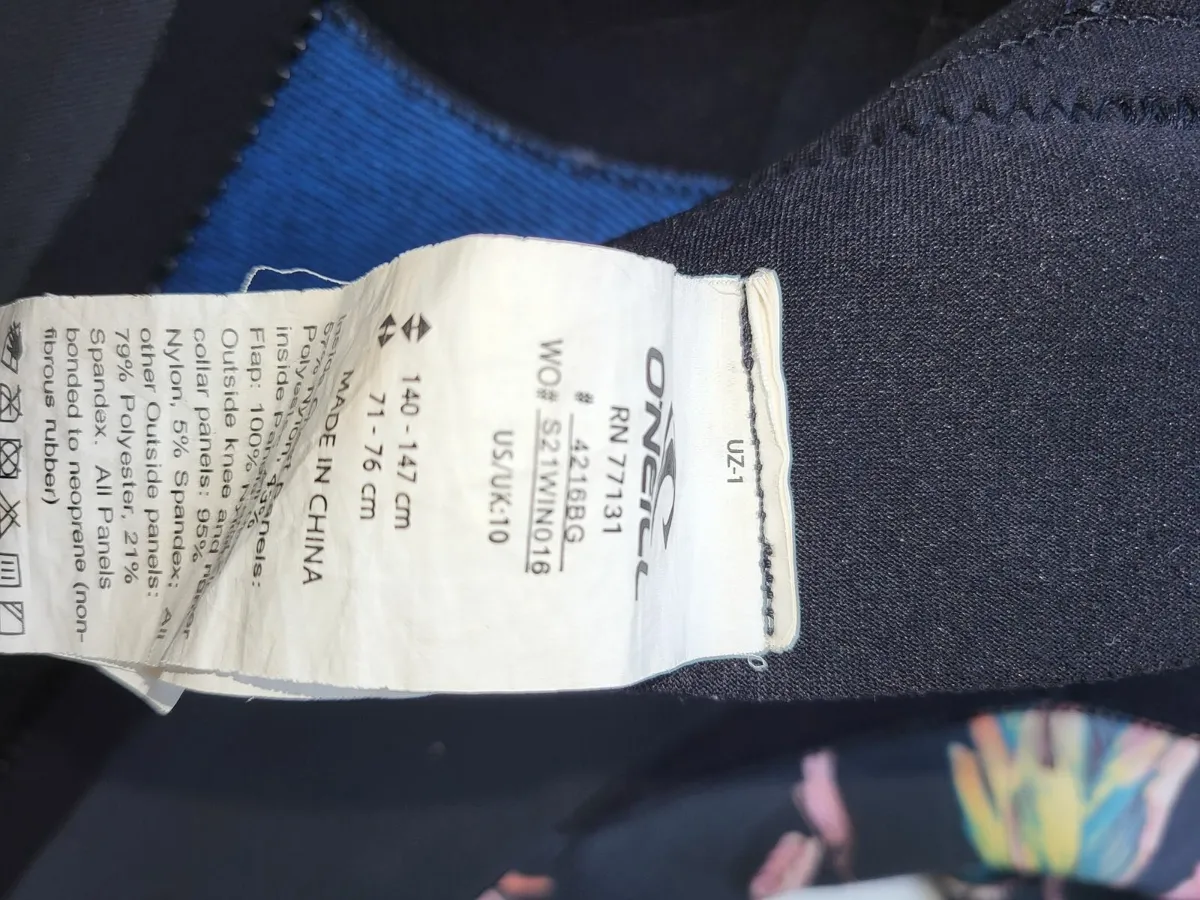 UZ-1
O'NEILL
RN 77131
# 4216BG
WO# S21WIN016
US/UK:10
140 - 147 cm
71 - 76 cm
MADE IN CHINA
Flap: 100%
Outside knee and
collar panels: 95%
Nylon, 5% Spandex: All
other Outside panels:
79% Polyester, 21%
Spandex. All Panels
bonded to neoprene (non-
fibrous rubber)